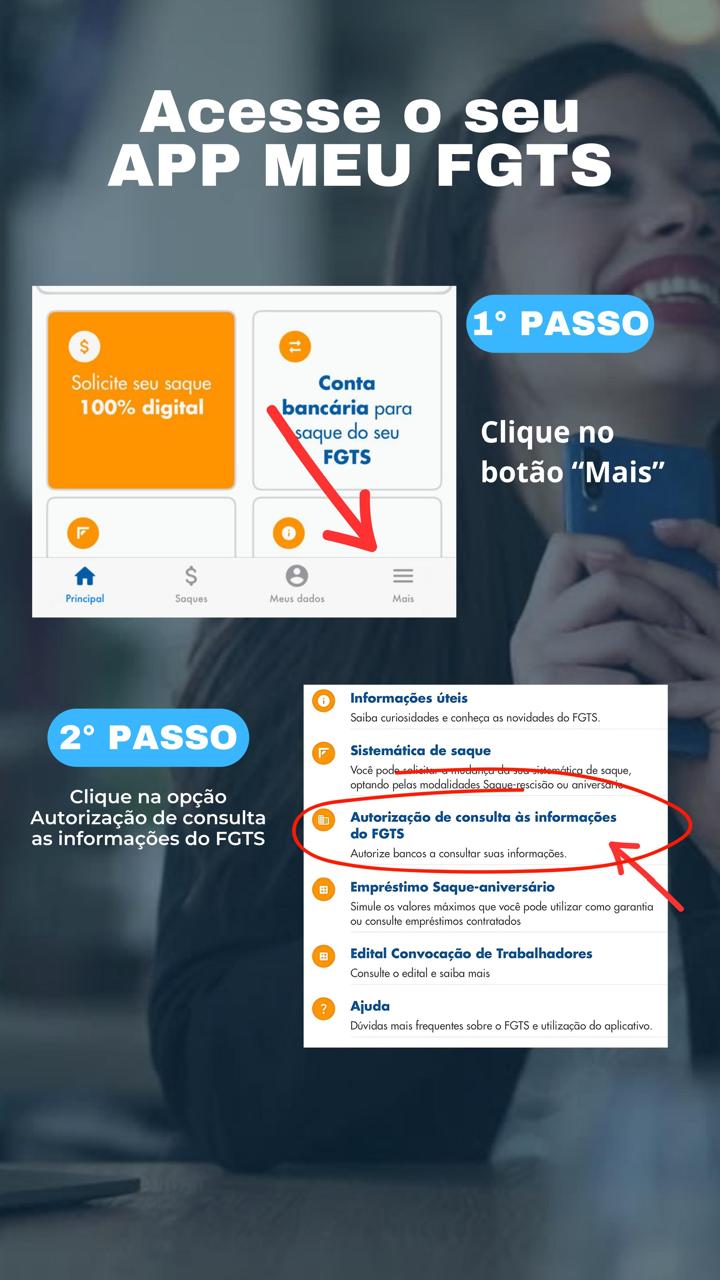 Acesse o seu
APP MEU FGTS
Solicite seu saque
100% digital
Conta
bancária para
saque do seu
FGTS
Principal
Saques
Meus dados
Mais
1° PASSO
Clique no
botão “Mais”
2° PASSO
Clique na opção
Autorização de consulta
as informações do FGTS
Informações úteis
Saiba curiosidades e conheça as novidades do FGTS.
Sistemática de saque
Você pode solicitar a mudança da sua sistemática de saque,
optando pelas modalidades Saque-rescisão ou aniversário
Autorização de consulta às informações
do FGTS
Autorize bancos a consultar suas informações.
Empréstimo Saque-aniversário
Simule os valores máximos que você pode utilizar como garantia
ou consulte empréstimos contratados
Edital Convocação de Trabalhadores
Consulte o edital e saiba mais
Ajuda
Dúvidas mais frequentes sobre o FGTS e utilização do aplicativo.